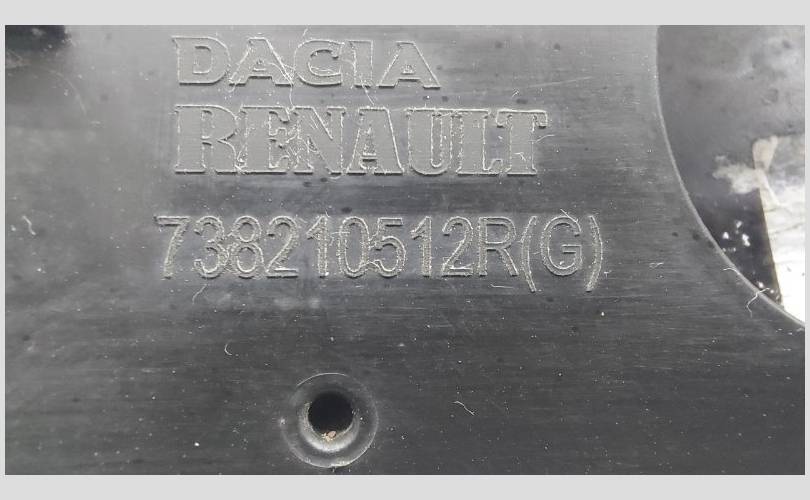 DACIA
RENAULT
738210512R(G)